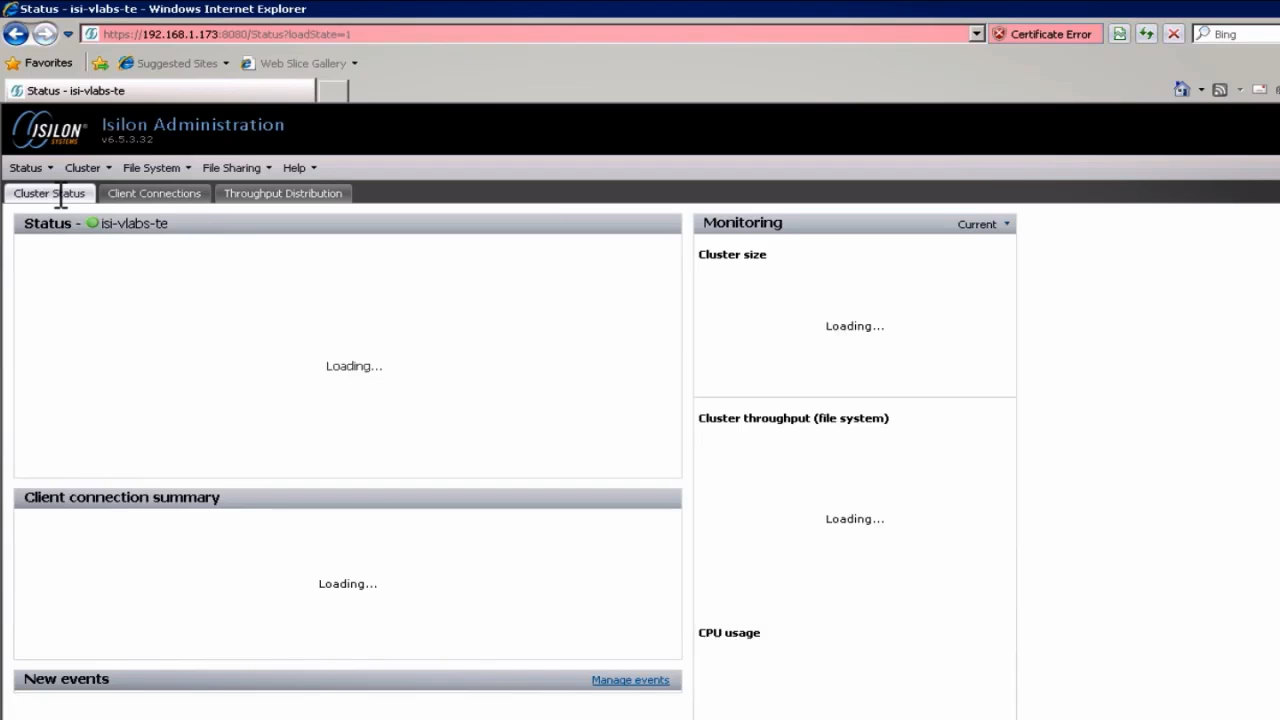 Status - isi-vlabs-te - Windows Internet Explorer
https://192.168.1.173:8080/Status?loadState=1
Certificate Error
Bing
Favorites
Suggested Sites
Web Slice Gallery
Status - isi-vlabs-te
ISILON SYSTEMS
Isilon Administration
v6.5.3.32
Status Cluster File System File Sharing Help
Cluster Status Client Connections Throughput Distribution
Status - isi-vlabs-te
Loading...
Client connection summary
Loading...
New events
Manage events
Monitoring
Current
Cluster size
Loading...
Cluster throughput (file system)
Loading...
CPU usage